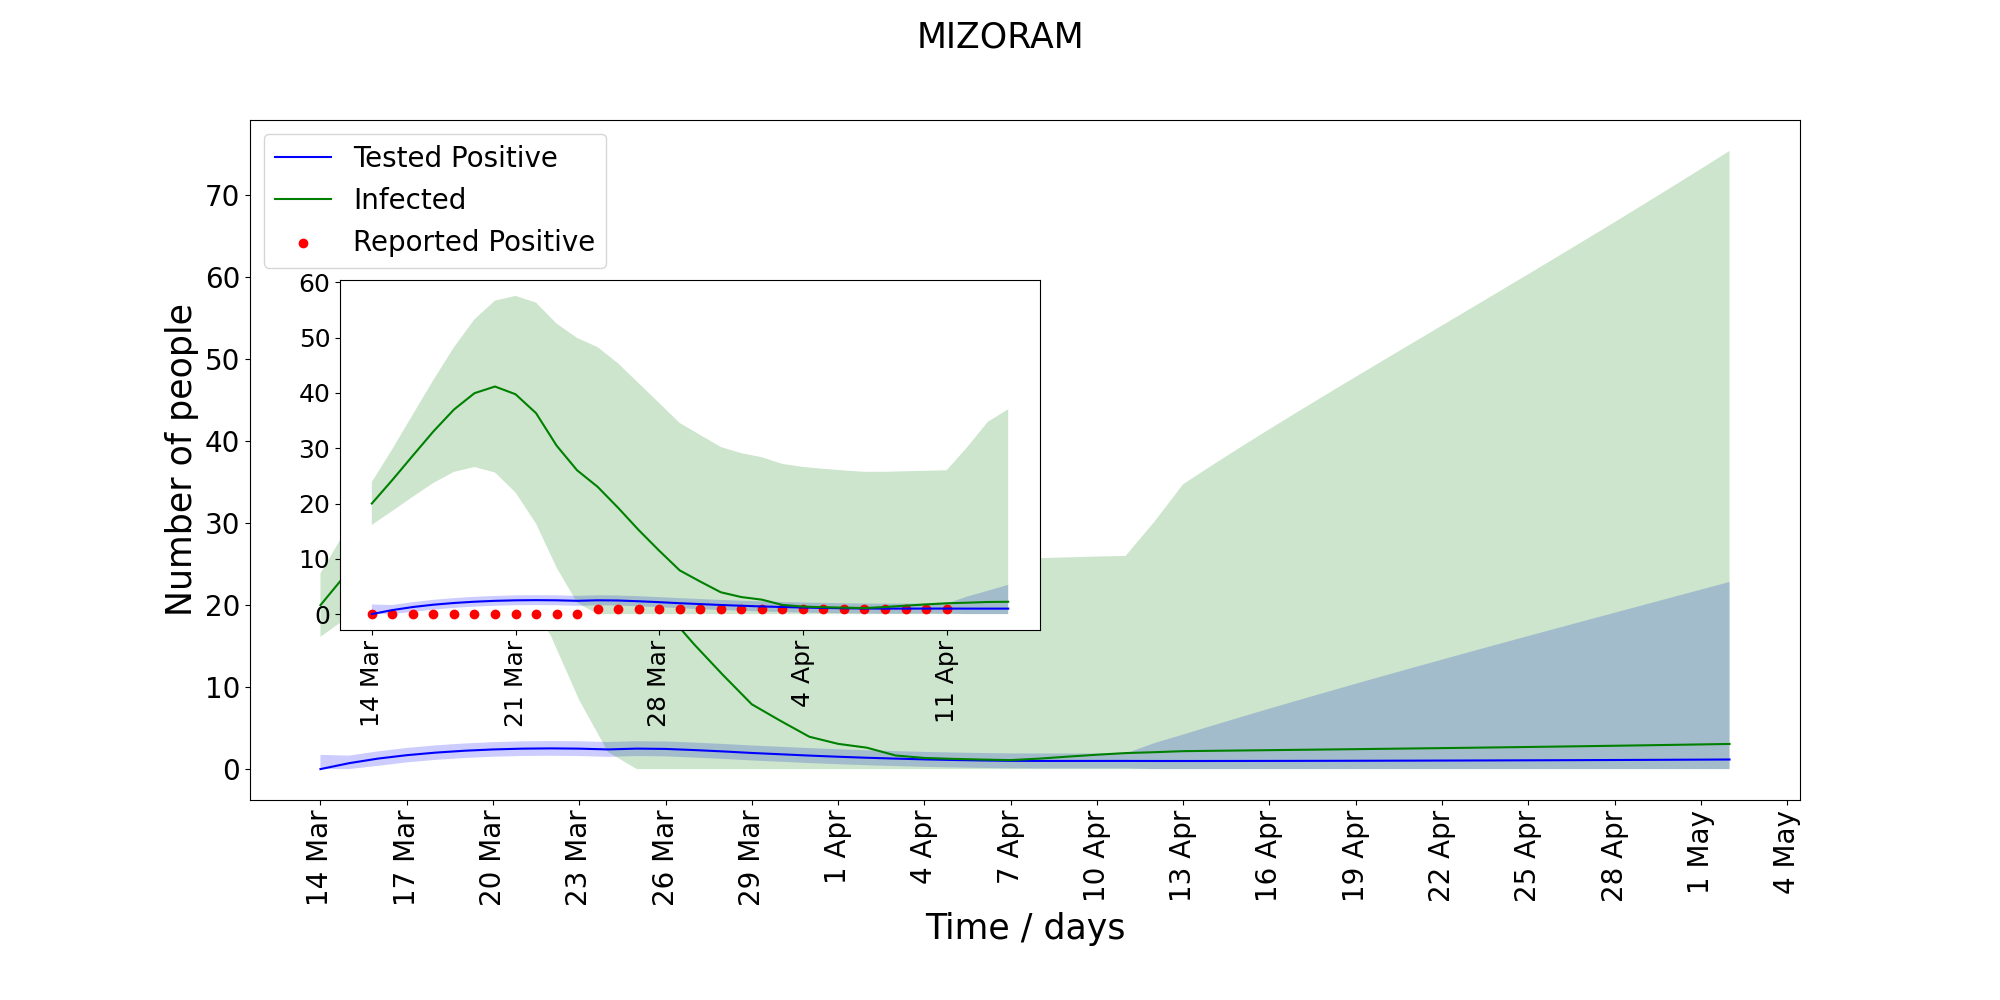 MIZORAM
Tested Positive
Infected
Reported Positive
Number of people
70
60
50
40
30
20
10
0
60
50
40
30
20
10
0
14 Mar
21 Mar
28 Mar
4 Apr
11 Apr
14 Mar
17 Mar
20 Mar
23 Mar
26 Mar
29 Mar
1 Apr
4 Apr
7 Apr
10 Apr
13 Apr
16 Apr
19 Apr
22 Apr
25 Apr
28 Apr
1 May
4 May
Time / days